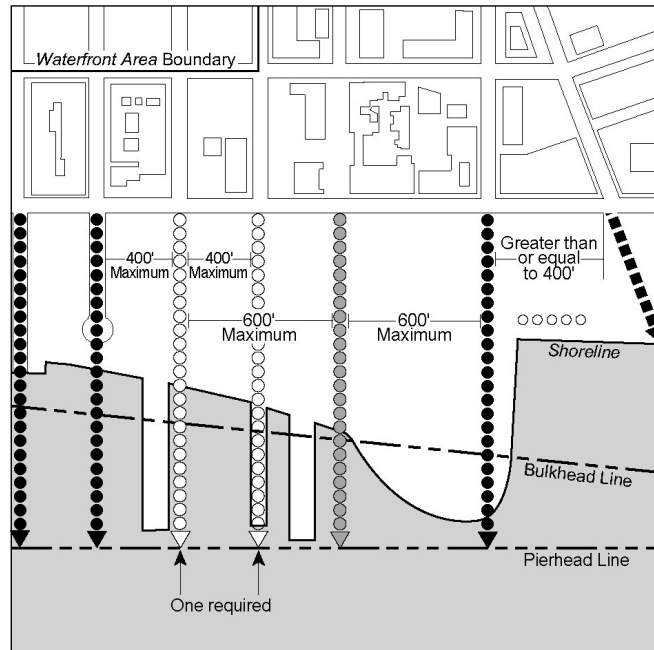 Waterfront Area Boundary
400'
Maximum
400'
Maximum
Greater than
or equal
to 400'
600'
Maximum
600'
Maximum
Shoreline
Bulkhead Line
Pierhead Line
One required